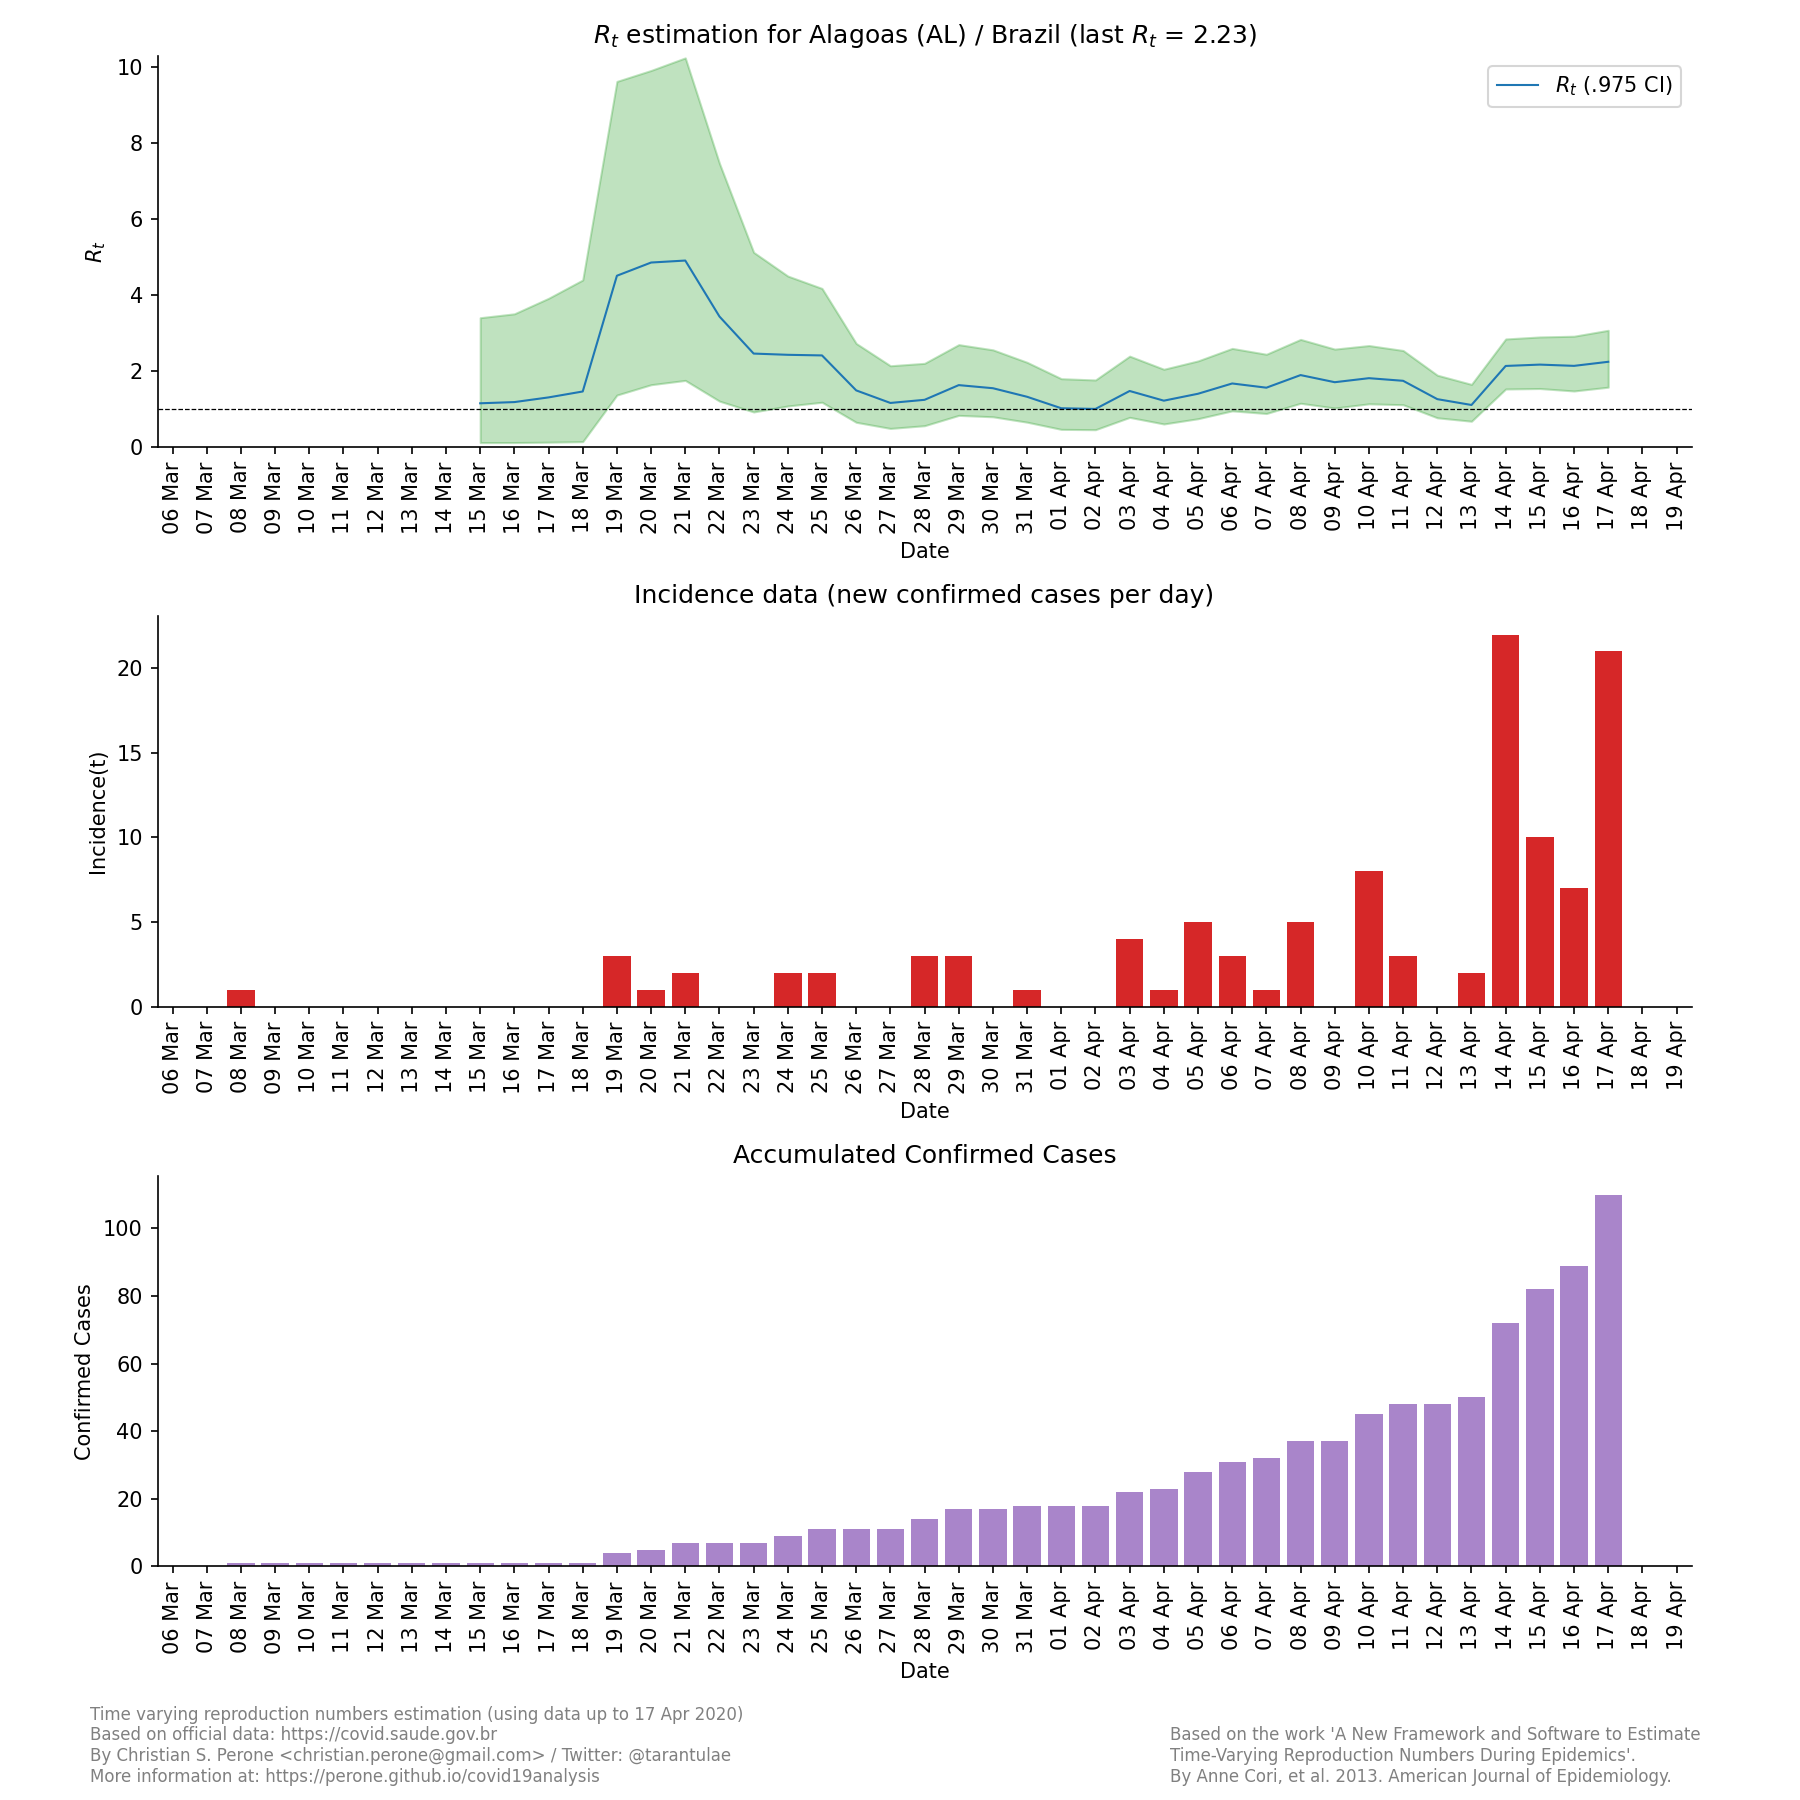 Rt estimation for Alagoas (AL) / Brazil (last Rt = 2.23)
Rt (.975 CI)
10
8
6
4
2
0
Rt
06 Mar 07 Mar 08 Mar 09 Mar 10 Mar 11 Mar 12 Mar 13 Mar 14 Mar 15 Mar 16 Mar 17 Mar 18 Mar 19 Mar 20 Mar 21 Mar 22 Mar 23 Mar 24 Mar 25 Mar 26 Mar 27 Mar 28 Mar 29 Mar 30 Mar 31 Mar 01 Apr 02 Apr 03 Apr 04 Apr 05 Apr 06 Apr 07 Apr 08 Apr 09 Apr 10 Apr 11 Apr 12 Apr 13 Apr 14 Apr 15 Apr 16 Apr 17 Apr 18 Apr 19 Apr
Date
Incidence data (new confirmed cases per day)
20
15
10
5
0
Incidence(t)
06 Mar 07 Mar 08 Mar 09 Mar 10 Mar 11 Mar 12 Mar 13 Mar 14 Mar 15 Mar 16 Mar 17 Mar 18 Mar 19 Mar 20 Mar 21 Mar 22 Mar 23 Mar 24 Mar 25 Mar 26 Mar 27 Mar 28 Mar 29 Mar 30 Mar 31 Mar 01 Apr 02 Apr 03 Apr 04 Apr 05 Apr 06 Apr 07 Apr 08 Apr 09 Apr 10 Apr 11 Apr 12 Apr 13 Apr 14 Apr 15 Apr 16 Apr 17 Apr 18 Apr 19 Apr
Date
Accumulated Confirmed Cases
100
80
60
40
20
0
Confirmed Cases
06 Mar 07 Mar 08 Mar 09 Mar 10 Mar 11 Mar 12 Mar 13 Mar 14 Mar 15 Mar 16 Mar 17 Mar 18 Mar 19 Mar 20 Mar 21 Mar 22 Mar 23 Mar 24 Mar 25 Mar 26 Mar 27 Mar 28 Mar 29 Mar 30 Mar 31 Mar 01 Apr 02 Apr 03 Apr 04 Apr 05 Apr 06 Apr 07 Apr 08 Apr 09 Apr 10 Apr 11 Apr 12 Apr 13 Apr 14 Apr 15 Apr 16 Apr 17 Apr 18 Apr 19 Apr
Date
Time varying reproduction numbers estimation (using data up to 17 Apr 2020)
Based on official data: https://covid.saude.gov.br
By Christian S. Perone <christian.perone@gmail.com> / Twitter: @tarantulae
More information at: https://perone.github.io/covid19analysis
Based on the work 'A New Framework and Software to Estimate
Time-Varying Reproduction Numbers During Epidemics'.
By Anne Cori, et al. 2013. American Journal of Epidemiology.